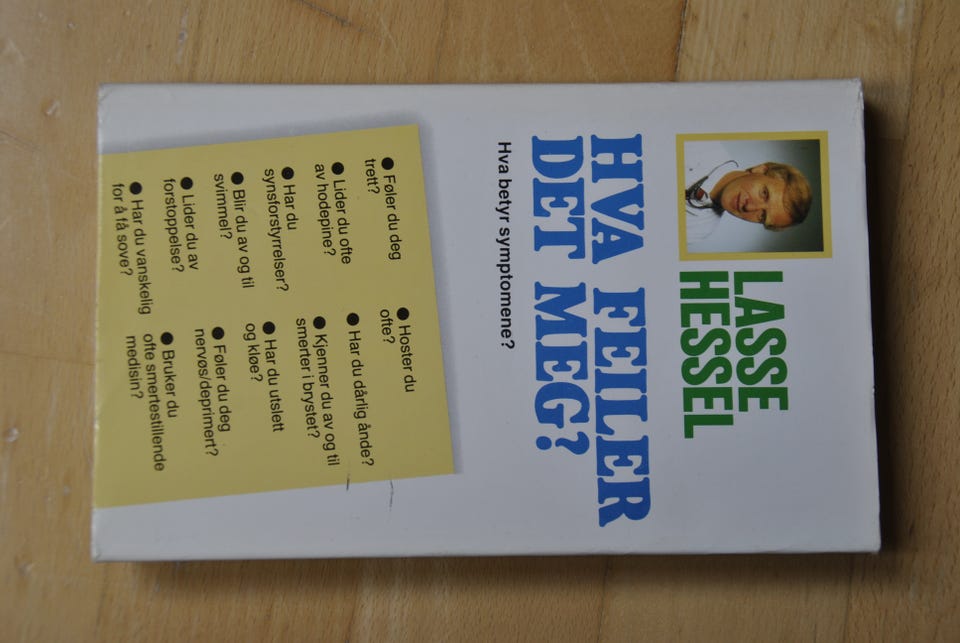 LASSE
HESSEL
HVA FEILER
DET MEG?
Hva betyr symptomene?
● Føler du deg
trett?
● Lider du ofte
av hodepine?
● Har du
synsforstyrrelser?
● Blir du av og til
svimmel?
● Lider du av
forstoppelse?
● Har du vanskelig
for å få sove?
● Hoster du
ofte?
● Har du dårlig ånde?
● Kjenner du av og til
smerter i brystet?
● Har du utslett
og kløe?
● Føler du deg
nervøs/deprimert?
● Bruker du
ofte smertestillende
medisin?